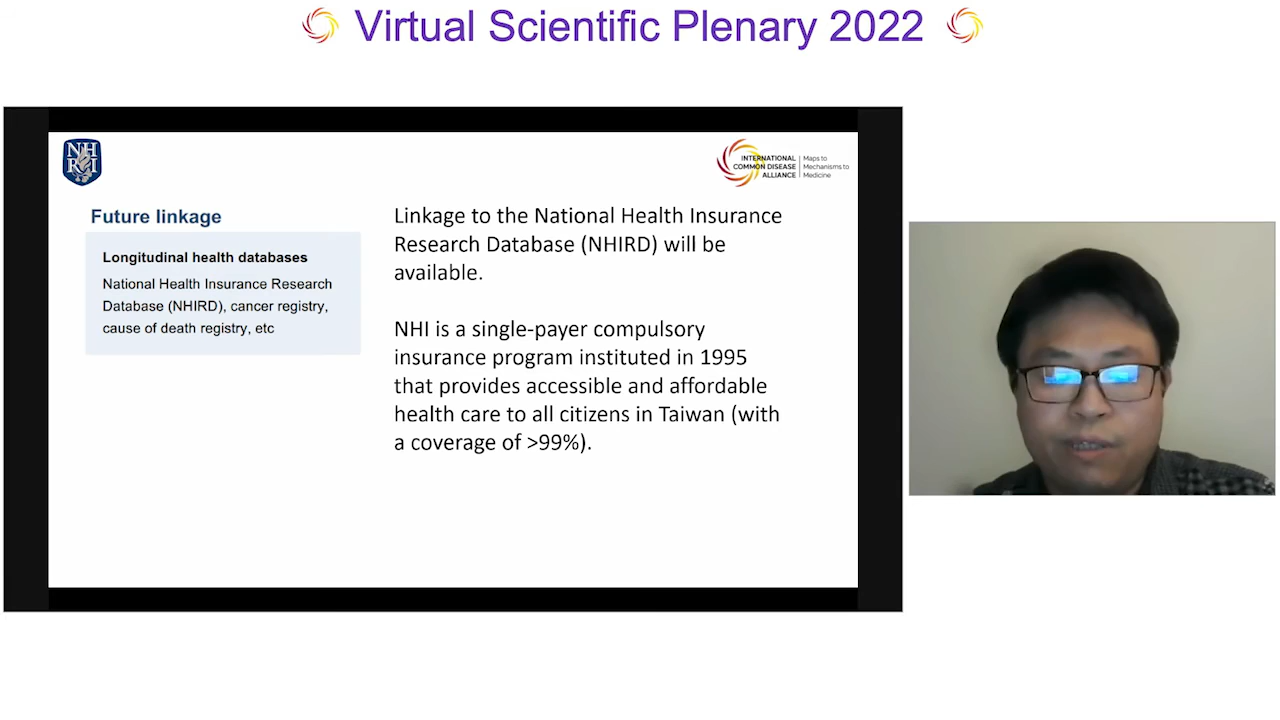 Virtual Scientific Plenary 2022
NH
RI
INTERNATIONAL
COMMON DISEASE
ALLIANCE
Maps to
Mechanisms to
Medicine
Future linkage
Longitudinal health databases
National Health Insurance Research
Database (NHIRD), cancer registry,
cause of death registry, etc
Linkage to the National Health Insurance
Research Database (NHIRD) will be
available.
NHI is a single-payer compulsory
insurance program instituted in 1995
that provides accessible and affordable
health care to all citizens in Taiwan (with
a coverage of >99%).